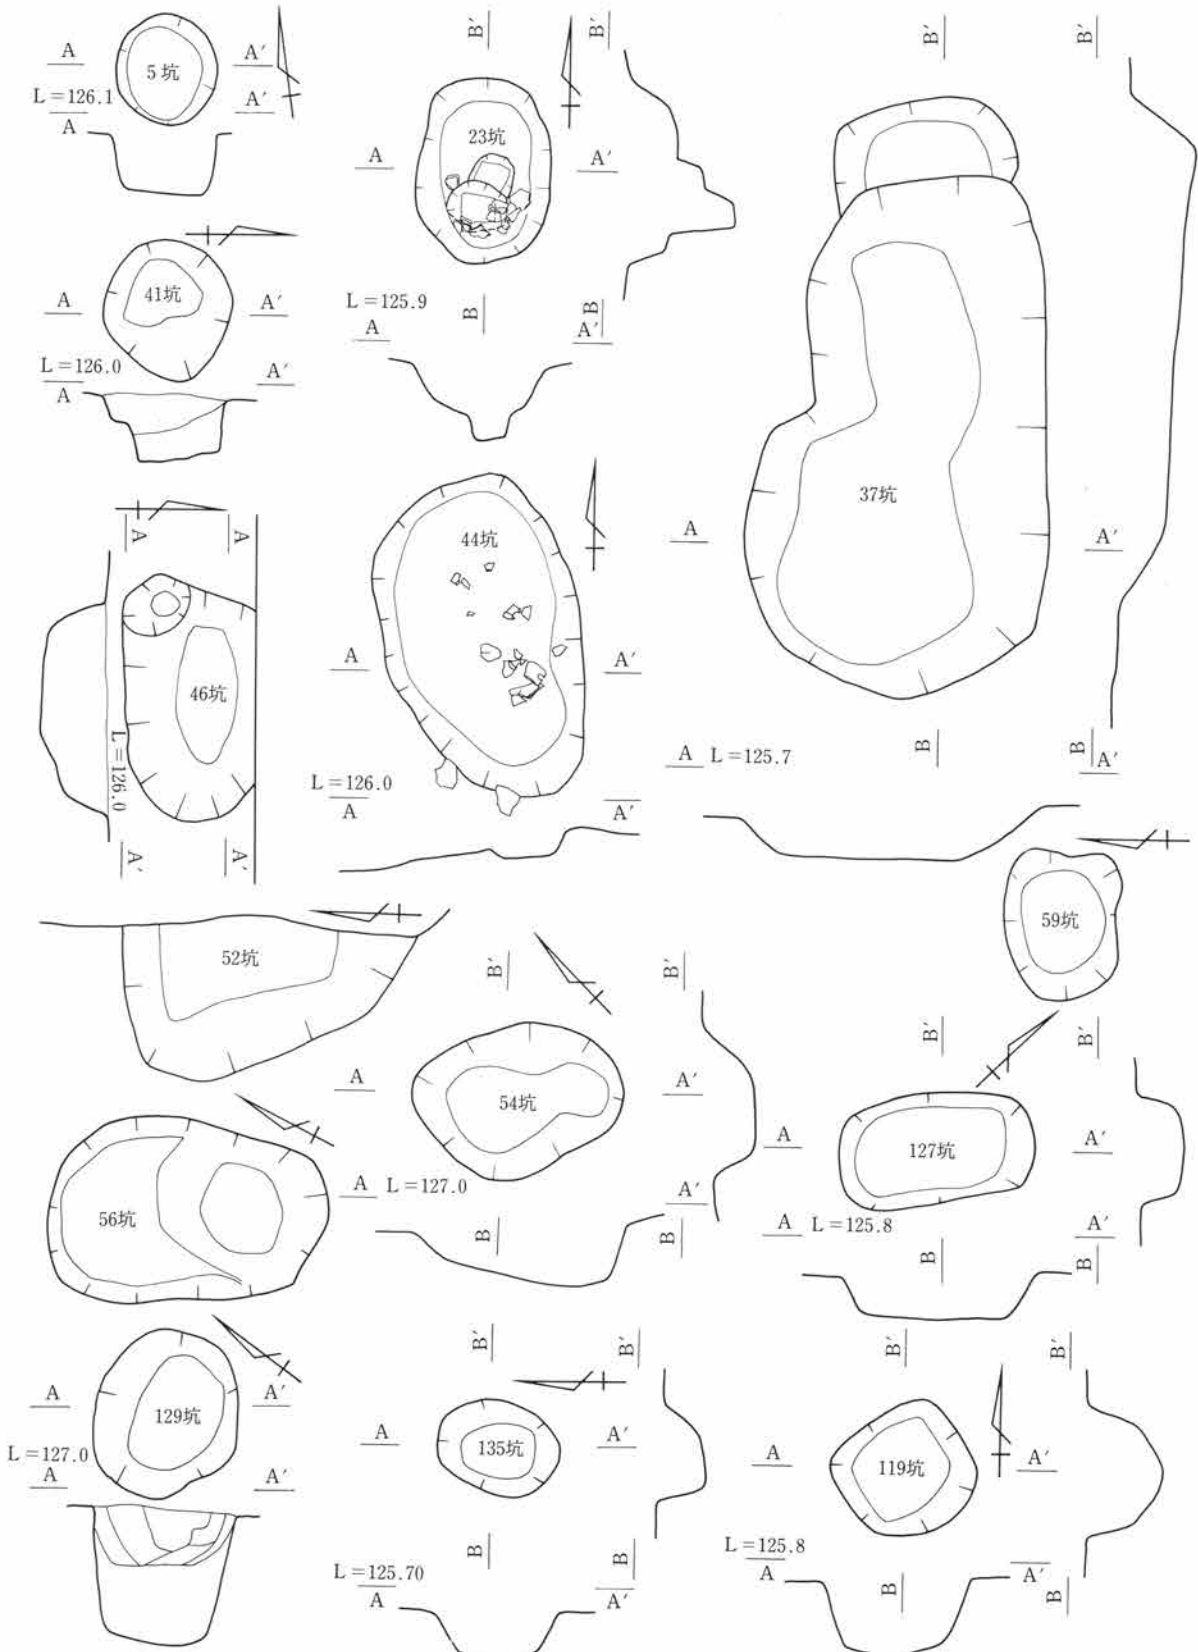 A 5坑 A′
L=126.1 A′
A
B′ B′
23坑
A A′
L=125.9 B B
A A′
B′ B′
37坑
A A′
B B
A L=125.7 A′
41坑
A A′
L=126.0 A′
A
A A
46坑
L=126.0
A′ A′
44坑
A A′
L=126.0
A A′
59坑
52坑
B′ B′
54坑
A A′
A L=127.0 A′
B B
B′ B′
127坑
A A′
A L=125.8 A′
B B
56坑
A A′
129坑
L=127.0
A A′
B′ B′
135坑
A A′
B B
L=125.70
A A′
B′ B′
119坑
A A′
L=125.8
A A′
B B